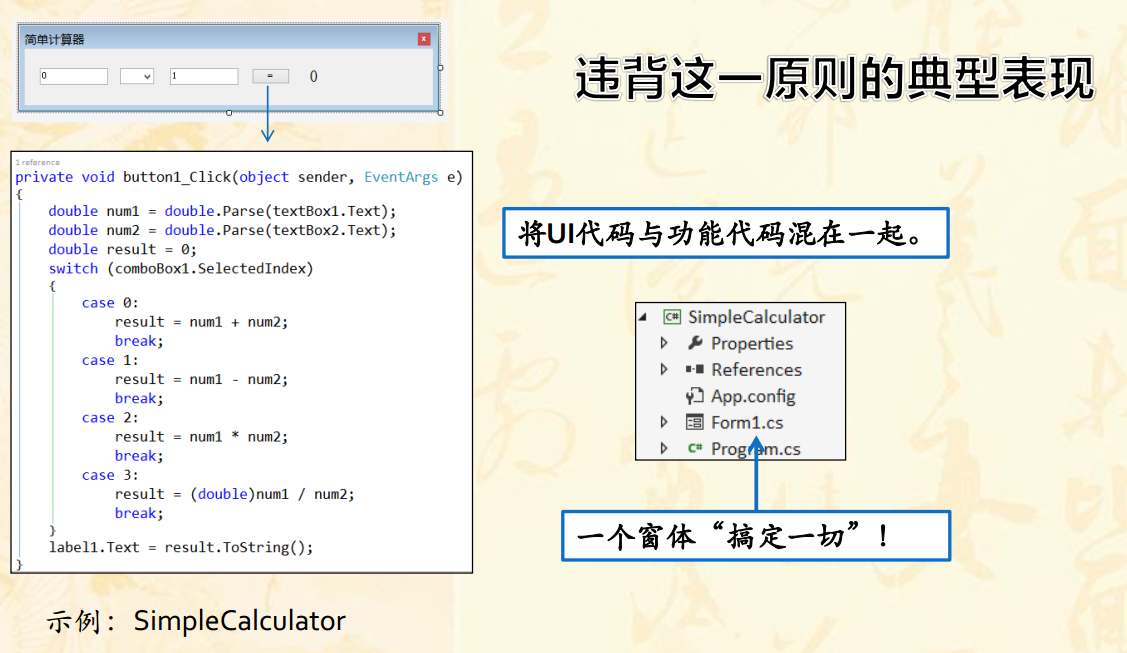 简单计算器
x
0
1
=
()
违背这一原则的典型表现
1 reference
private void button1_Click(object sender, EventArgs e)
{
double num1 = double.Parse(textBox1.Text);
double num2 = double.Parse(textBox2.Text);
double result = 0;
switch (comboBox1.SelectedIndex)
{
case 0:
result = num1 + num2;
break;
case 1:
result = num1 - num2;
break;
case 2:
result = num1 * num2;
break;
case 3:
result = (double)num1 / num2;
break;
}
label1.Text = result.ToString();
}
将UI代码与功能代码混在一起。
C# SimpleCalculator
Properties
References
App.config
Form1.cs
C# Program.cs
一个窗体“搞定一切”!
示例:SimpleCalculator